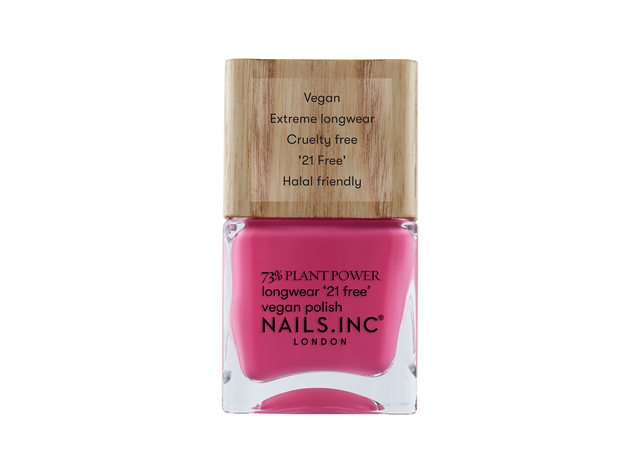 Vegan
Extreme longwear
Cruelty free
'21 Free'
Halal friendly
73% PLANT POWER
longwear ‘21 free’
vegan polish
NAILS.INC®
LONDON